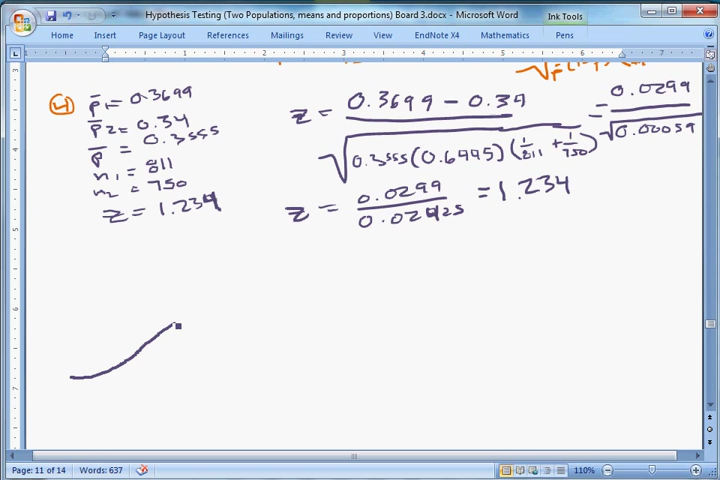 Hypothesis Testing (Two Populations, means and proportions) Board 3.docx - Microsoft Word
Ink Tools
Home Insert Page Layout References Mailings Review View EndNote X4 Mathematics Pens
4
p̄1 = 0.3699
p̄2 = 0.34
p̄ = 0.3555
n1 = 811
n2 = 750
z = 1.234
z = 0.3699 - 0.34 / √0.3555(0.6445)(1/811 + 1/750) = 0.0299 / √0.00059
z = 0.0299 / 0.02425 = 1.234
Page: 11 of 14 Words: 637 110%